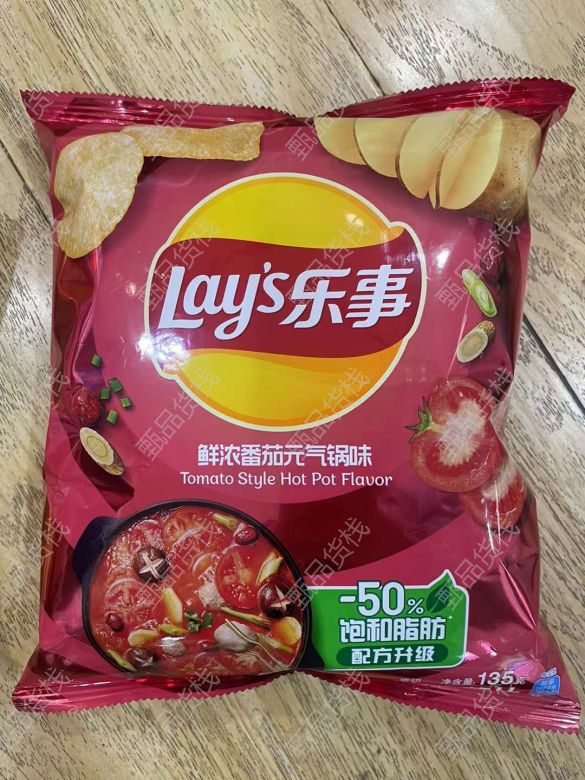 Lay's乐事
鲜浓番茄元气锅味
Tomato Style Hot Pot Flavor
-50%
饱和脂肪*
配方升级
净含量: 135克
甄品货栈